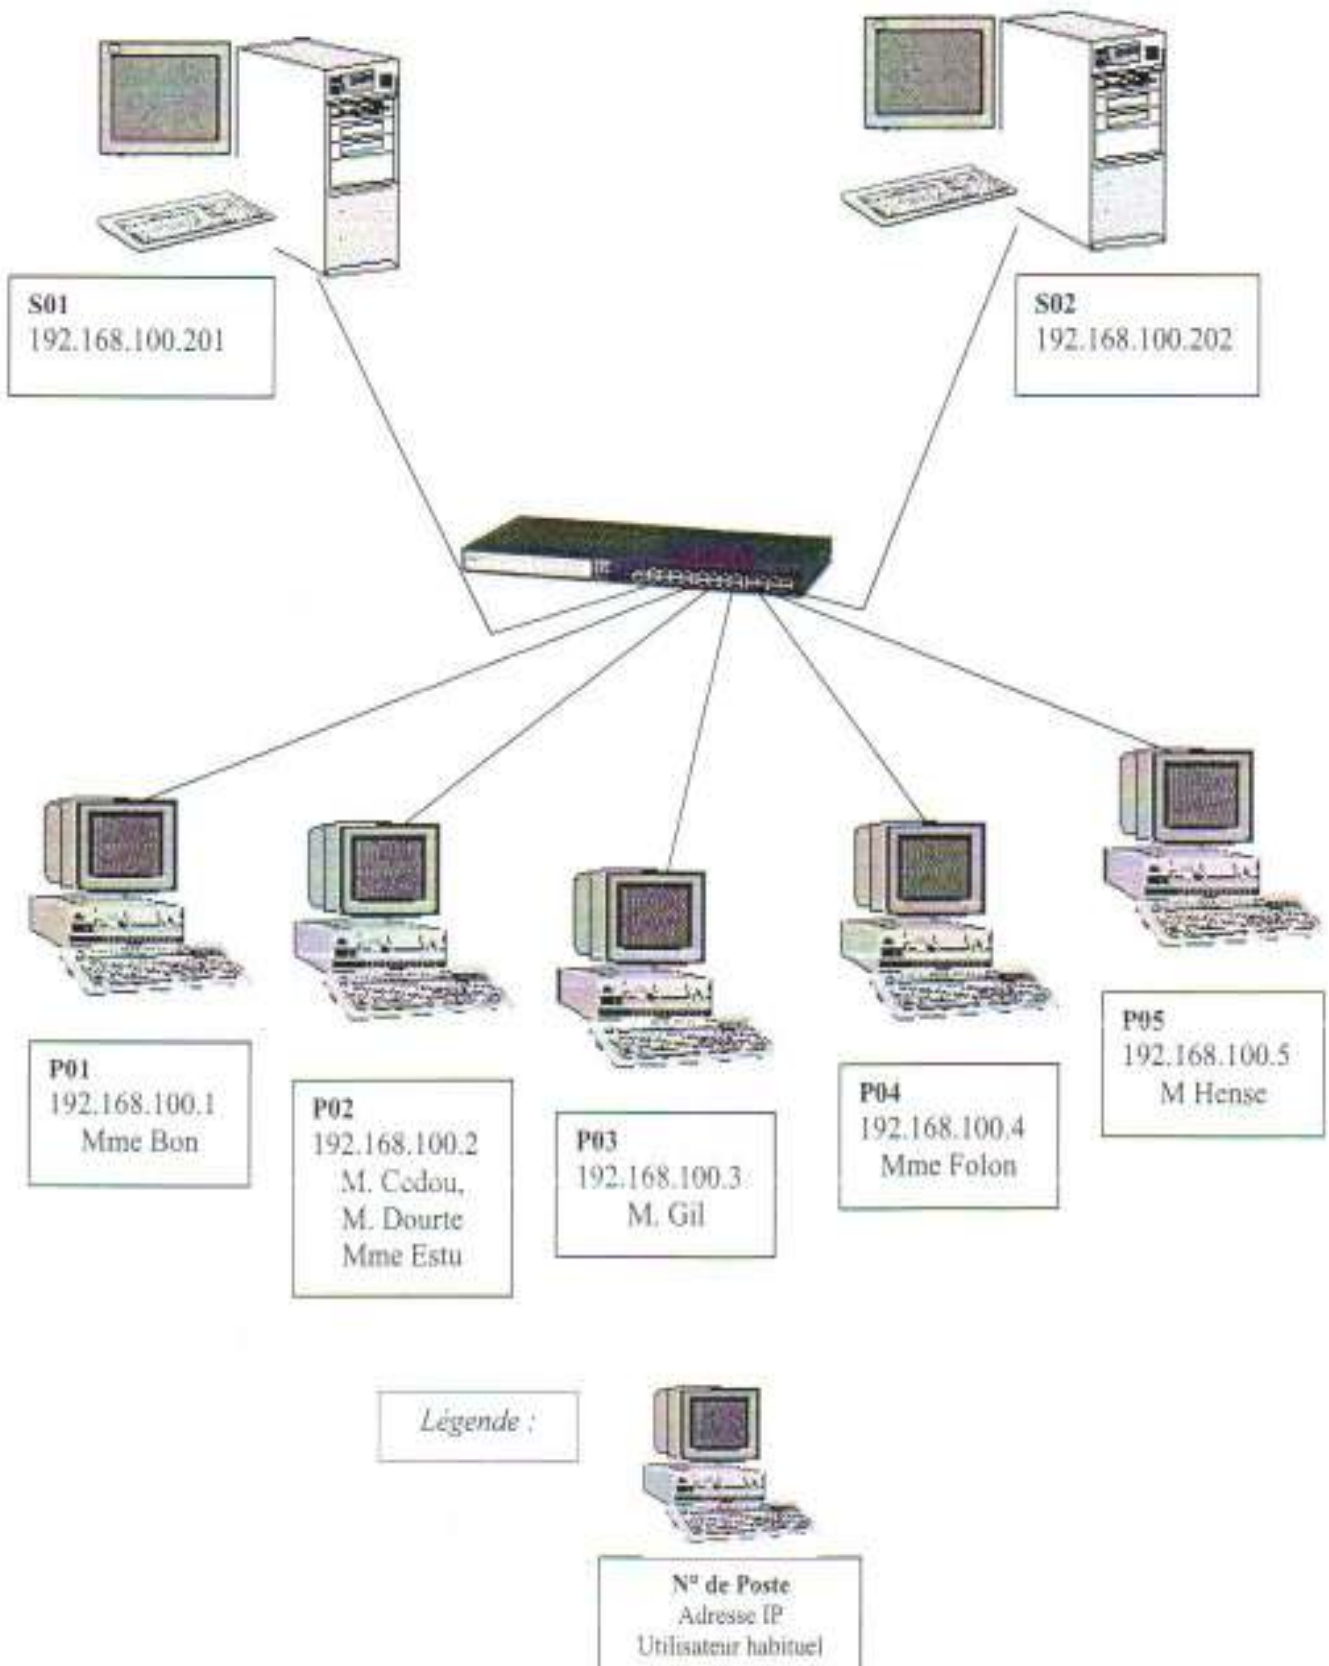 S01
192.168.100.201
S02
192.168.100.202
P01
192.168.100.1
Mme Bon
P02
192.168.100.2
M. Cedou,
M. Dourte
Mme Estu
P03
192.168.100.3
M. Gil
P04
192.168.100.4
Mme Folon
P05
192.168.100.5
M Hense
Légende :
N° de Poste
Adresse IP
Utilisateur habituel